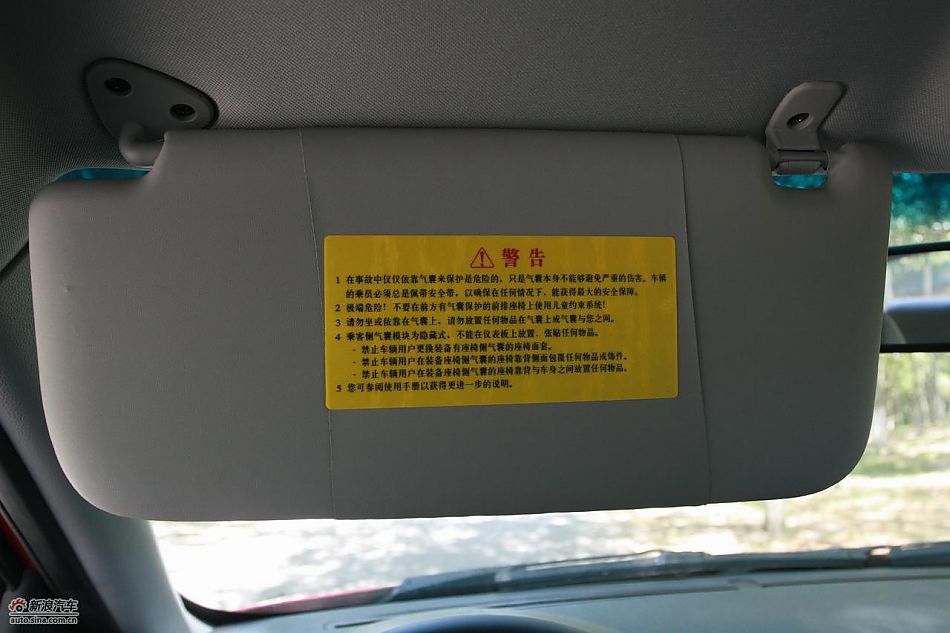 警告
1 在事故中仅仅依靠气囊来保护是危险的，只是气囊本身不能够避免严重的伤害。车辆
的乘员必须总是佩带安全带，以确保在任何情况下，能获得最大的安全保障。
2 极端危险！不要在前方有气囊保护的前排座椅上使用儿童约束系统！
3 请勿坐或依靠在气囊上，请勿放置任何物品在气囊上或气囊与您之间。
4 乘客侧气囊模块为隐藏式，不能在仪表板上放置、张贴任何物品。
· 禁止车辆用户更换装备有座椅侧气囊的座椅面套。
· 禁止车辆用户在装备座椅侧气囊的座椅靠背侧面包覆任何物品或饰件。
· 禁止车辆用户在装备座椅侧气囊的座椅靠背与车身之间放置任何物品。
5 您可参阅使用手册以获得更进一步的说明。
新浪汽车
auto.sina.com.cn